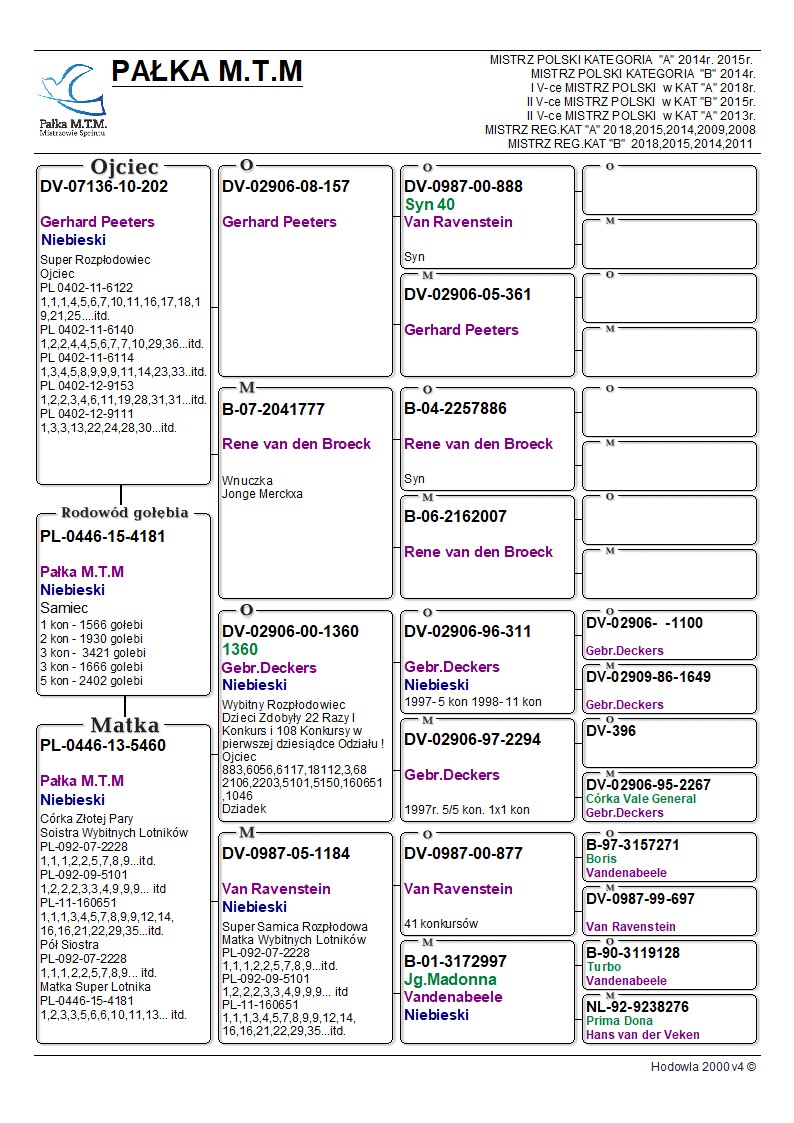 PAŁKA M.T.M
Pałka M.T.M.
Mistrzowie Sprintu
MISTRZ POLSKI KATEGORIA "A" 2014r. 2015r.
MISTRZ POLSKI KATEGORIA "B" 2014r.
I V-ce MISTRZ POLSKI w KAT "A" 2018r.
II V-ce MISTRZ POLSKI w KAT "B" 2015r.
II V-ce MISTRZ POLSKI w KAT "A" 2013r.
MISTRZ REG.KAT "A" 2018,2015,2014,2009,2008
MISTRZ REG.KAT "B" 2018,2015,2014,2011
Ojciec
DV-07136-10-202
Gerhard Peeters
Niebieski
Super Rozpłodowiec
Ojciec
PL 0402-11-6122
1,1,1,4,5,6,7,10,11,16,17,18,1
9,21,25....itd.
PL 0402-11-6140
1,2,2,4,4,5,6,7,7,10,29,36...itd.
PL 0402-11-6114
1,3,4,5,8,9,9,9,11,14,23,33..itd.
PL 0402-12-9153
1,2,2,3,4,6,11,19,28,31,31...itd.
PL 0402-12-9111
1,3,3,13,22,24,28,30...itd.
Rodowód gołębia
PL-0446-15-4181
Pałka M.T.M
Niebieski
Samiec
1 kon - 1566 gołebi
2 kon - 1930 golebi
3 kon - 3421 golebi
3 kon - 1666 golebi
5 kon - 2402 golebi
Matka
PL-0446-13-5460
Pałka M.T.M
Niebieski
Córka Złotej Pary
Soistra Wybitnych Lotników
PL-092-07-2228
1,1,1,2,2,5,7,8,9...itd.
PL-092-09-5101
1,2,2,2,3,3,4,9,9,9... itd
PL-11-160651
1,1,1,3,4,5,7,8,9,9,12,14,
16,16,21,22,29,35...itd.
Pół Siostra
PL-092-07-2228
1,1,1,2,2,5,7,8,9... itd.
Matka Super Lotnika
PL-0446-15-4181
1,2,3,3,5,6,6,10,11,13... itd.
O
DV-02906-08-157
Gerhard Peeters
M
B-07-2041777
Rene van den Broeck
Wnuczka
Jonge Merckxa
O
DV-02906-00-1360
1360
Gebr.Deckers
Niebieski
Wybitny Rozpłodowiec
Dzieci Zdobyły 22 Razy I
Konkurs i 108 Konkursy w
pierwszej dziesiądce Odziału !
Ojciec
883,6056,6117,18112,3,68
2106,2203,5101,5150,160651
,1046
Dziadek
M
DV-0987-05-1184
Van Ravenstein
Niebieski
Super Samica Rozpłodowa
Matka Wybitnych Lotników
PL-092-07-2228
1,1,1,2,2,5,7,8,9...itd.
PL-092-09-5101
1,2,2,2,3,3,4,9,9,9... itd
PL-11-160651
1,1,1,3,4,5,7,8,9,9,12,14,
16,16,21,22,29,35...itd.
O
DV-0987-00-888
Syn 40
Van Ravenstein
Syn
M
DV-02906-05-361
Gerhard Peeters
O
B-04-2257886
Rene van den Broeck
Syn
M
B-06-2162007
Rene van den Broeck
O
DV-02906-96-311
Gebr.Deckers
Niebieski
1997- 5 kon 1998- 11 kon
M
DV-02906-97-2294
Gebr.Deckers
1997r. 5/5 kon. 1x1 kon
O
DV-0987-00-877
Van Ravenstein
41 konkursów
M
B-01-3172997
Jg.Madonna
Vandenabeele
Niebieski
O
M
O
M
O
M
O
M
O
DV-02906- -1100
Gebr.Deckers
M
DV-02909-86-1649
Gebr.Deckers
O
DV-396
M
DV-02906-95-2267
Córka Vale General
Gebr.Deckers
O
B-97-3157271
Boris
Vandenabeele
M
DV-0987-99-697
Van Ravenstein
O
B-90-3119128
Turbo
Vandenabeele
M
NL-92-9238276
Prima Dona
Hans van der Veken
Hodowla 2000 v4 ©